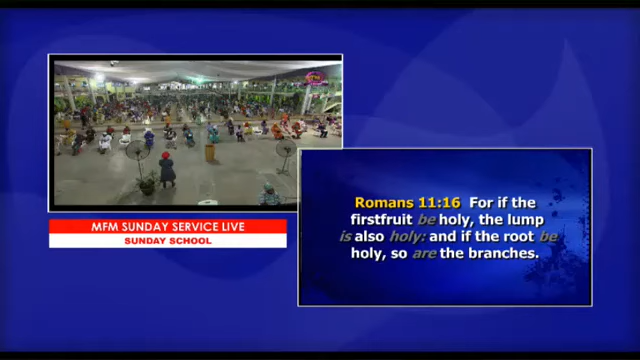 MFM SUNDAY SERVICE LIVE
SUNDAY SCHOOL
Romans 11:16 For if the
firstfruit be holy, the lump
is also holy: and if the root be
holy, so are the branches.